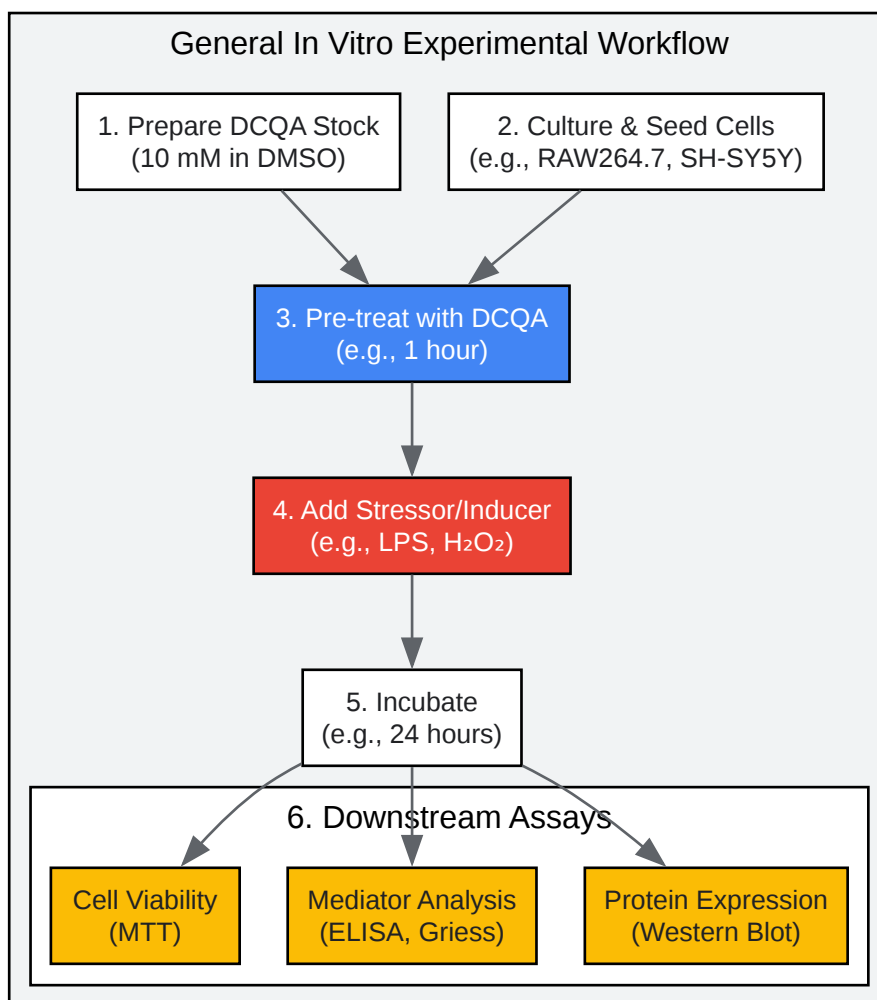 General In Vitro Experimental Workflow
1. Prepare DCQA Stock
(10 mM in DMSO)
2. Culture & Seed Cells
(e.g., RAW264.7, SH-SY5Y)
3. Pre-treat with DCQA
(e.g., 1 hour)
4. Add Stressor/Inducer
(e.g., LPS, H₂O₂)
5. Incubate
(e.g., 24 hours)
6. Downstream Assays
Cell Viability
(MTT)
Mediator Analysis
(ELISA, Griess)
Protein Expression
(Western Blot)